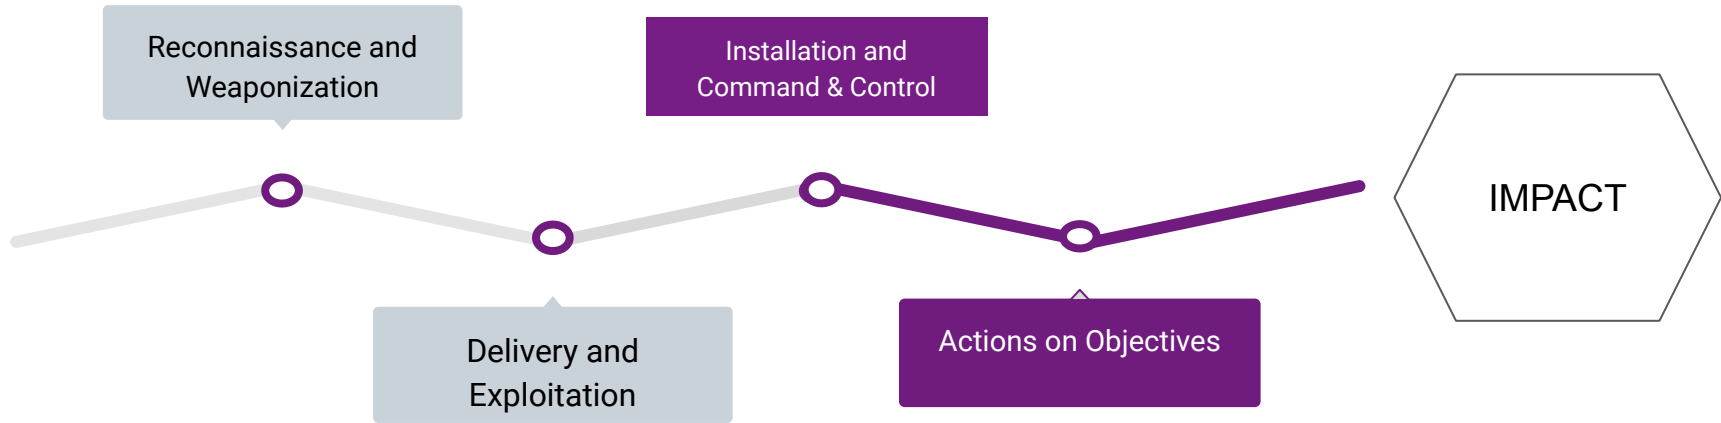 Reconnaissance and
Weaponization
Installation and
Command & Control
IMPACT
Delivery and
Exploitation
Actions on Objectives